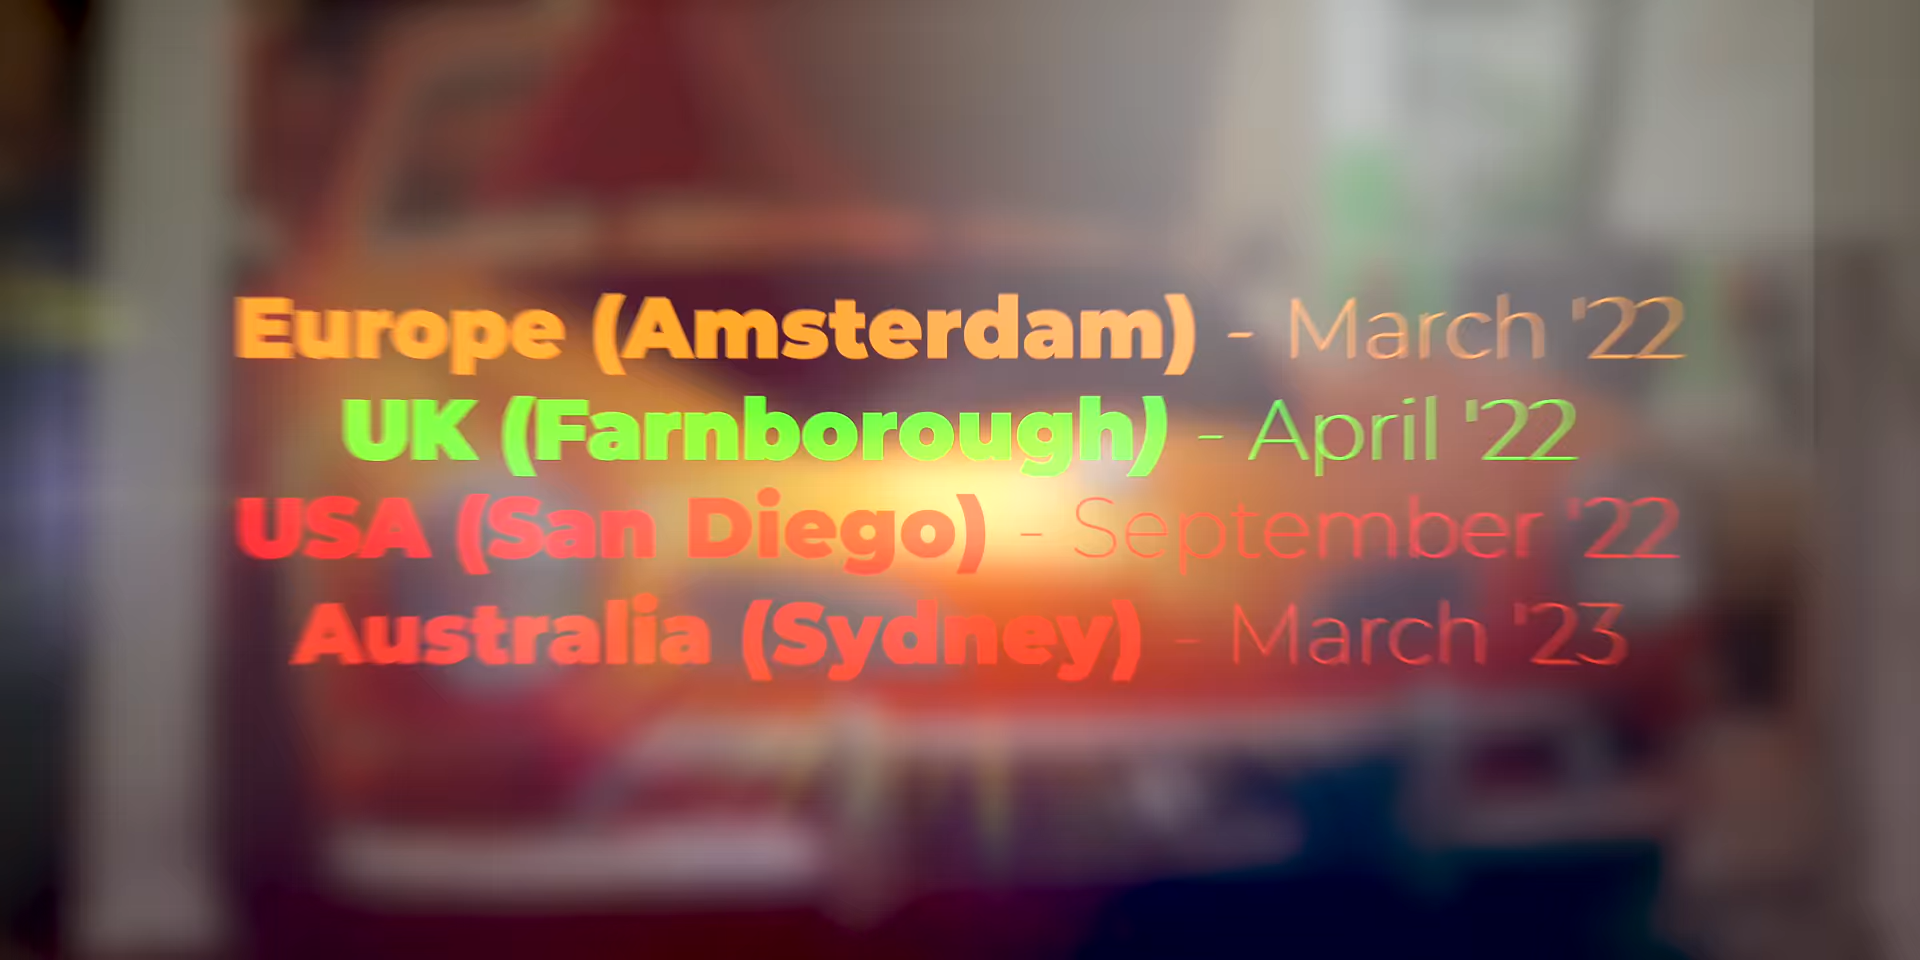 Europe (Amsterdam) - March '22
UK (Farnborough) - April '22
USA (San Diego) - September '22
Australia (Sydney) - March '23